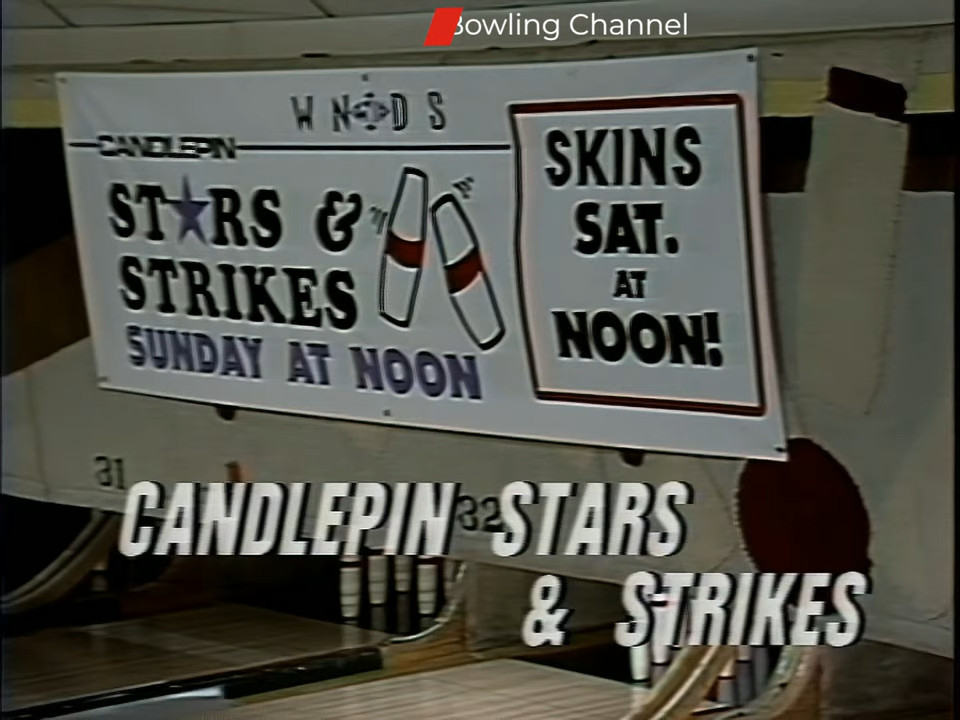 Bowling Channel
WNDS
CANDLEPIN
STARS &
STRIKES
SUNDAY AT NOON
SKINS
SAT.
AT
NOON!
31
32
CANDLEPIN STARS
& STRIKES